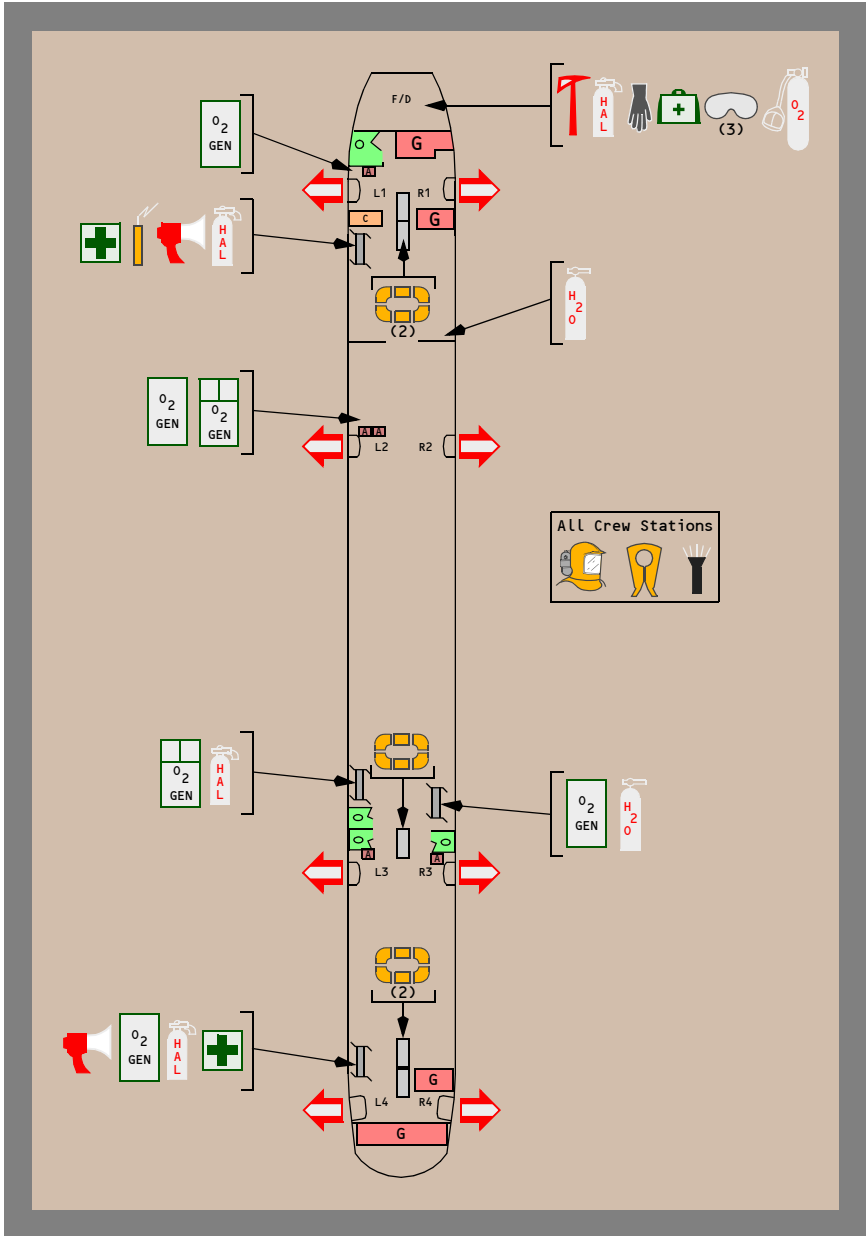 F/D
H
A
L
(3)
O2
O2
GEN
G
A
L1
R1
C
G
H
A
L
H
2
O
(2)
O2
GEN
O2
GEN
A A
L2
R2
All Crew Stations
O2
GEN
H
A
L
O2
GEN
H
2
O
A
A
L3
R3
(2)
O2
GEN
H
A
L
G
L4
R4
G